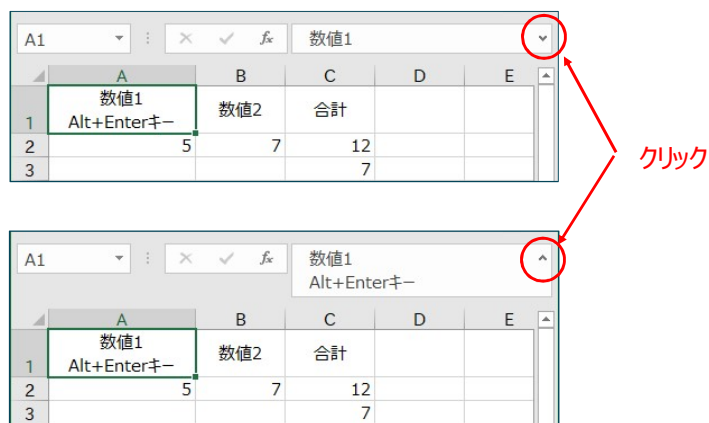 A1 fx 数値1
A B C D E
数値1
Alt+Enterキー 数値2 合計
1
2 5 7 12
3 7
クリック
A1 fx 数値1
Alt+Enterキー
A B C D E
数値1
Alt+Enterキー 数値2 合計
1
2 5 7 12
3 7